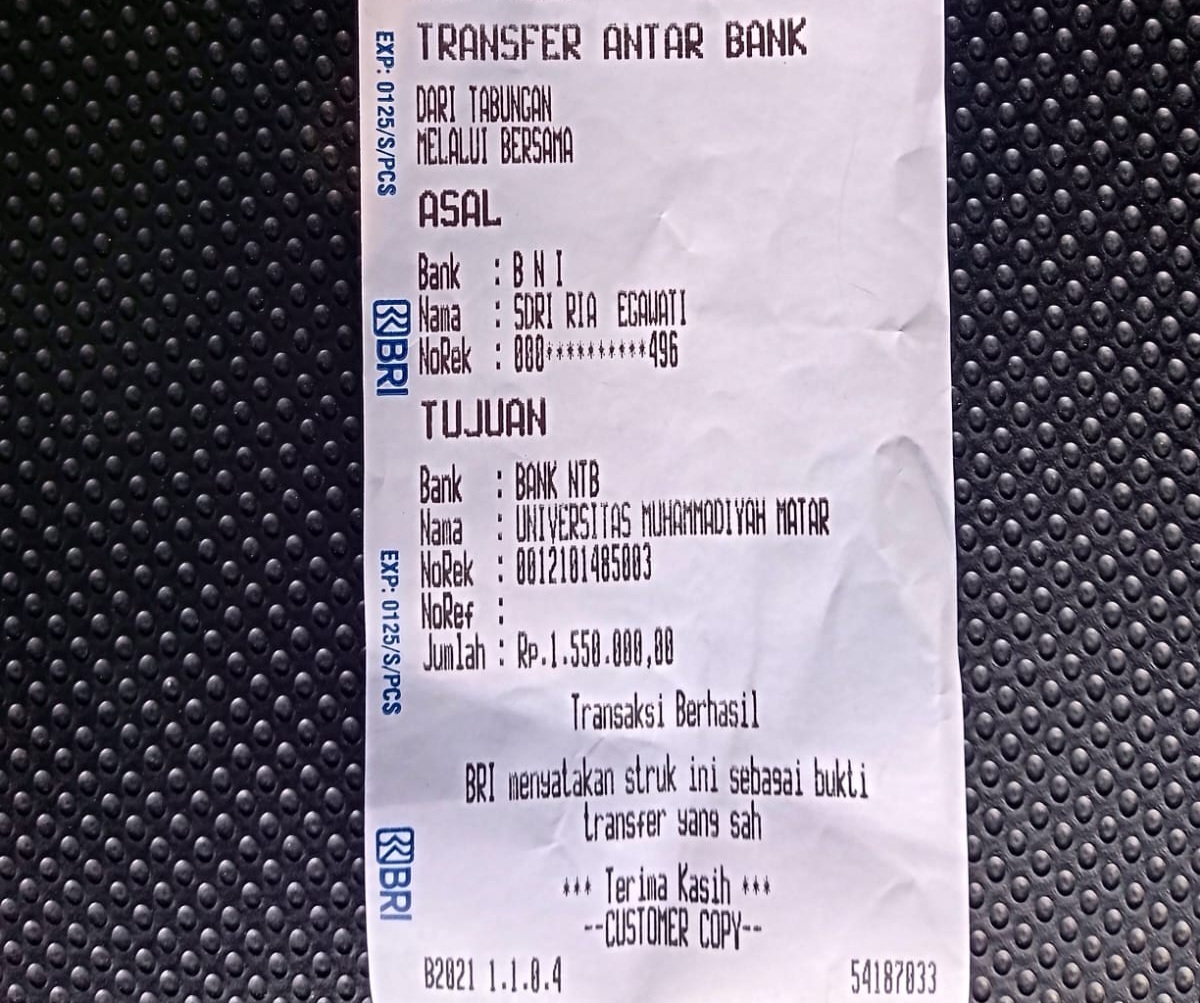 TRANSFER ANTAR BANK
DARI TABUNGAN
MELALUI BERSAMA
ASAL
Bank : B N I
Nama : SDRI RIA EGAWATI
NoRek : 000**********496
TUJUAN
Bank : BANK NTB
Nama : UNIVERSITAS MUHAMMADIYAH MATAR
NoRek : 0012101485003
NoRef :
Jumlah : Rp.1.550.000,00
Transaksi Berhasil
BRI menyatakan struk ini sebagai bukti
transfer yang sah
*** Terima Kasih ***
--CUSTOMER COPY--
B2021 1.1.0.4 54187033
EXP: 0125/S/PCS
BRI
EXP: 0125/S/PCS
BRI